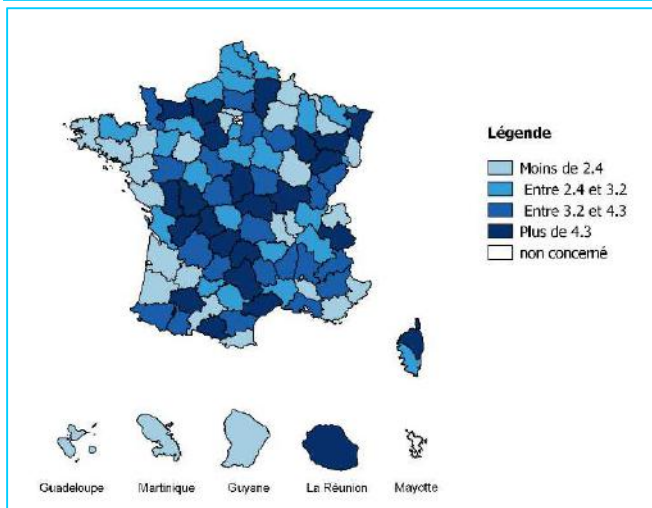 Légende
Moins de 2.4
Entre 2.4 et 3.2
Entre 3.2 et 4.3
Plus de 4.3
non concerné
Guadeloupe
Martinique
Guyane
La Réunion
Mayotte